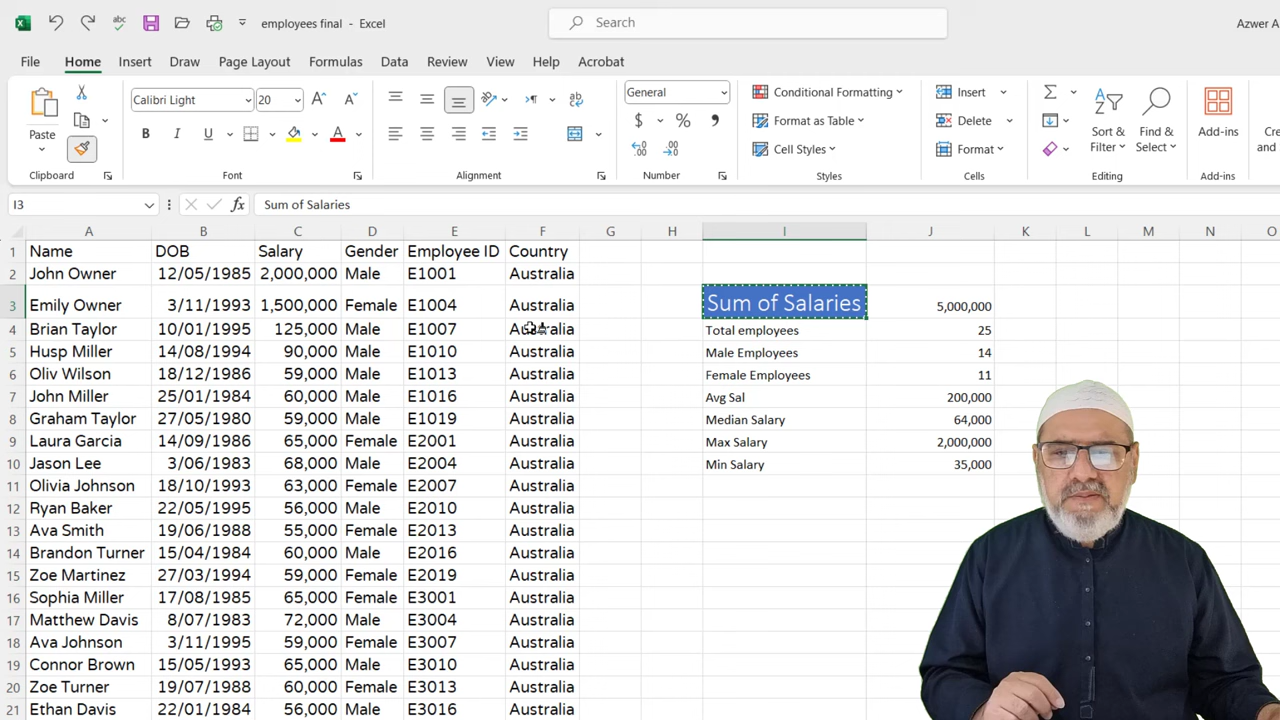 employees final - Excel
Search
Azwer A
File Home Insert Draw Page Layout Formulas Data Review View Help Acrobat
Paste
Clipboard
Calibri Light 20
B I U A
Font
Alignment
General
$ % ,
Number
Conditional Formatting
Format as Table
Cell Styles
Styles
Insert
Delete
Format
Cells
Sort & Filter
Find & Select
Editing
Add-ins
Add-ins
Cre
and
I3 fx Sum of Salaries
A B C D E F G H I J K L M N O
1 Name DOB Salary Gender Employee ID Country
2 John Owner 12/05/1985 2,000,000 Male E1001 Australia
3 Emily Owner 3/11/1993 1,500,000 Female E1004 Australia Sum of Salaries 5,000,000
4 Brian Taylor 10/01/1995 125,000 Male E1007 Australia Total employees 25
5 Husp Miller 14/08/1994 90,000 Male E1010 Australia Male Employees 14
6 Oliv Wilson 18/12/1986 59,000 Male E1013 Australia Female Employees 11
7 John Miller 25/01/1984 60,000 Male E1016 Australia Avg Sal 200,000
8 Graham Taylor 27/05/1980 59,000 Male E1019 Australia Median Salary 64,000
9 Laura Garcia 14/09/1986 65,000 Female E2001 Australia Max Salary 2,000,000
10 Jason Lee 3/06/1983 68,000 Male E2004 Australia Min Salary 35,000
11 Olivia Johnson 18/10/1993 63,000 Female E2007 Australia
12 Ryan Baker 22/05/1995 56,000 Male E2010 Australia
13 Ava Smith 19/06/1988 55,000 Female E2013 Australia
14 Brandon Turner 15/04/1984 60,000 Male E2016 Australia
15 Zoe Martinez 27/03/1994 59,000 Female E2019 Australia
16 Sophia Miller 17/08/1985 65,000 Female E3001 Australia
17 Matthew Davis 8/07/1983 72,000 Male E3004 Australia
18 Ava Johnson 3/11/1995 59,000 Female E3007 Australia
19 Connor Brown 15/05/1993 65,000 Male E3010 Australia
20 Zoe Turner 19/07/1988 60,000 Female E3013 Australia
21 Ethan Davis 22/01/1984 56,000 Male E3016 Australia